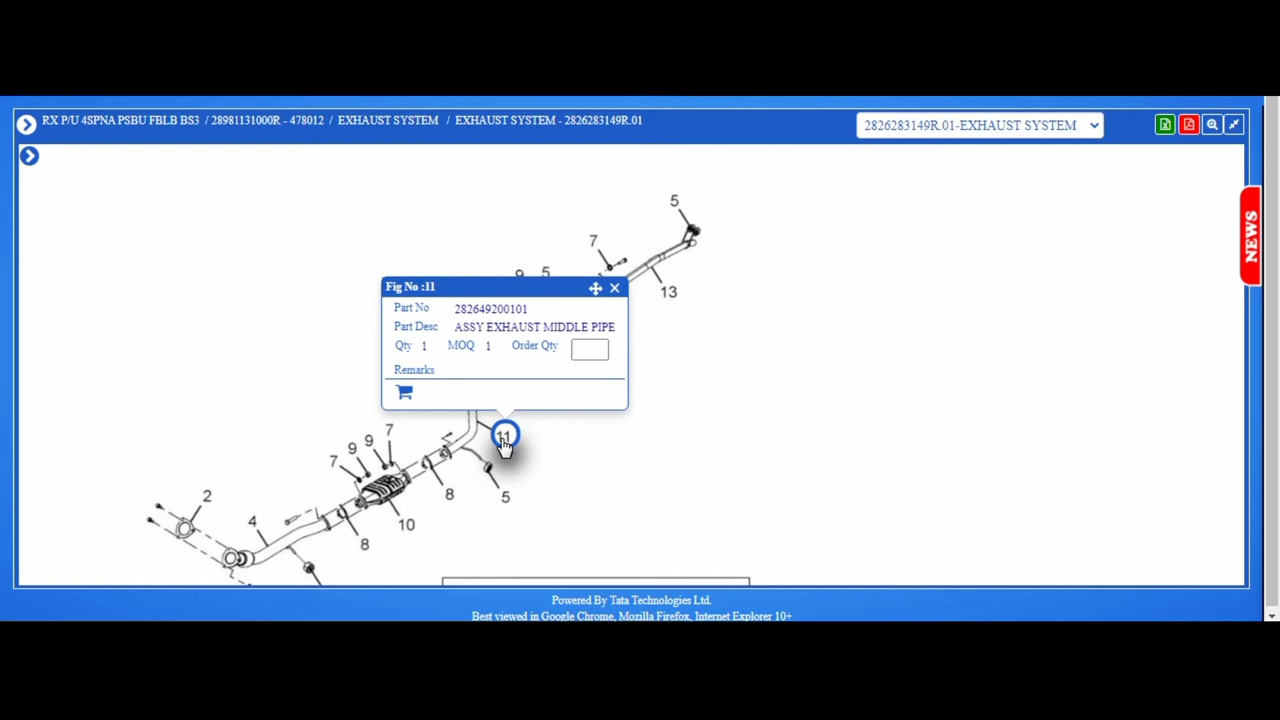 RX P/U 4SPNA PSBU FBLB BS3 / 28981131000R - 478012 / EXHAUST SYSTEM / EXHAUST SYSTEM - 2826283149R.01
2826283149R.01-EXHAUST SYSTEM
NEWS
5
7
9 5
13
Fig No :11
Part No 282649200101
Part Desc ASSY EXHAUST MIDDLE PIPE
Qty 1 MOQ 1 Order Qty
Remarks
11
7
9
9
7
8
5
2
4
10
8
Powered By Tata Technologies Ltd.
Best viewed in Google Chrome, Mozilla Firefox, Internet Explorer 10+